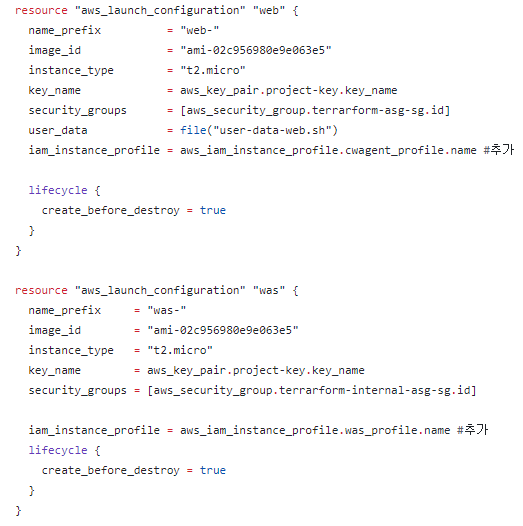 resource "aws_launch_configuration" "web" {
  name_prefix          = "web-"
  image_id             = "ami-02c956980e9e063e5"
  instance_type        = "t2.micro"
  key_name             = aws_key_pair.project-key.key_name
  security_groups      = [aws_security_group.terrarform-asg-sg.id]
  user_data            = file("user-data-web.sh")
  iam_instance_profile = aws_iam_instance_profile.cwagent_profile.name #추가

  lifecycle {
    create_before_destroy = true
  }
}

resource "aws_launch_configuration" "was" {
  name_prefix     = "was-"
  image_id        = "ami-02c956980e9e063e5"
  instance_type   = "t2.micro"
  key_name        = aws_key_pair.project-key.key_name
  security_groups = [aws_security_group.terrarform-internal-asg-sg.id]

  iam_instance_profile = aws_iam_instance_profile.was_profile.name #추가
  lifecycle {
    create_before_destroy = true
  }
}